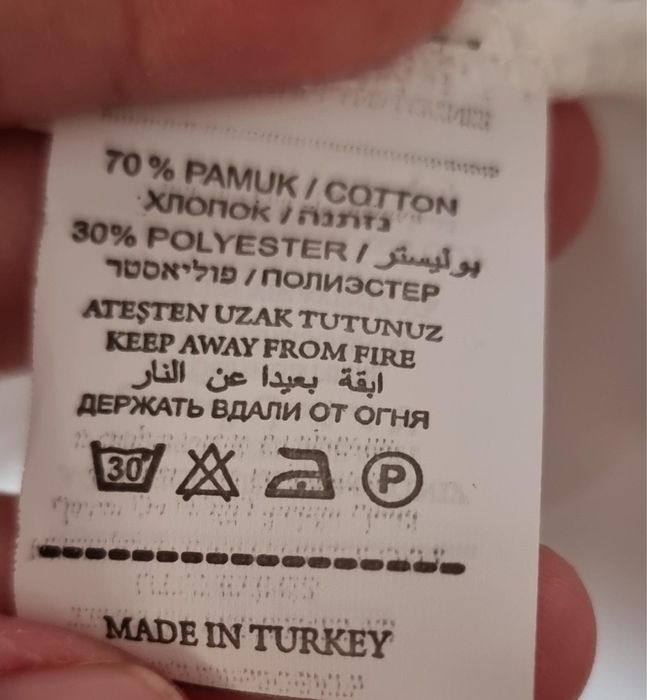 70 % PAMUK / COTTON
ХЛОПОК / כותנה
30% POLYESTER / بوليستر
פוליאסטר / ПОЛИЭСТЕР
ATEŞTEN UZAK TUTUNUZ
KEEP AWAY FROM FIRE
ابقة بعيدا عن النار
ДЕРЖАТЬ ВДАЛИ ОТ ОГНЯ
30 P
MADE IN TURKEY